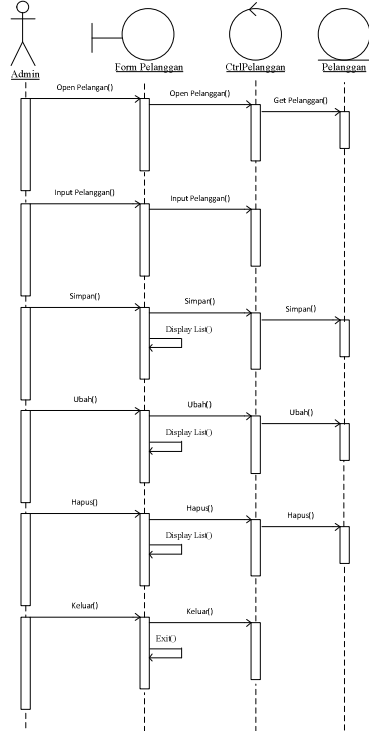 Admin
Form Pelanggan
CtrlPelanggan
Pelanggan
Open Pelangan()
Open Pelanggan()
Get Pelanggan()
Input Pelanggan()
Input Pelanggan()
Simpan()
Simpan()
Simpan()
Display List()
Ubah()
Ubah()
Ubah()
Display List()
Hapus()
Hapus()
Hapus()
Display List()
Keluar()
Keluar()
Exit()